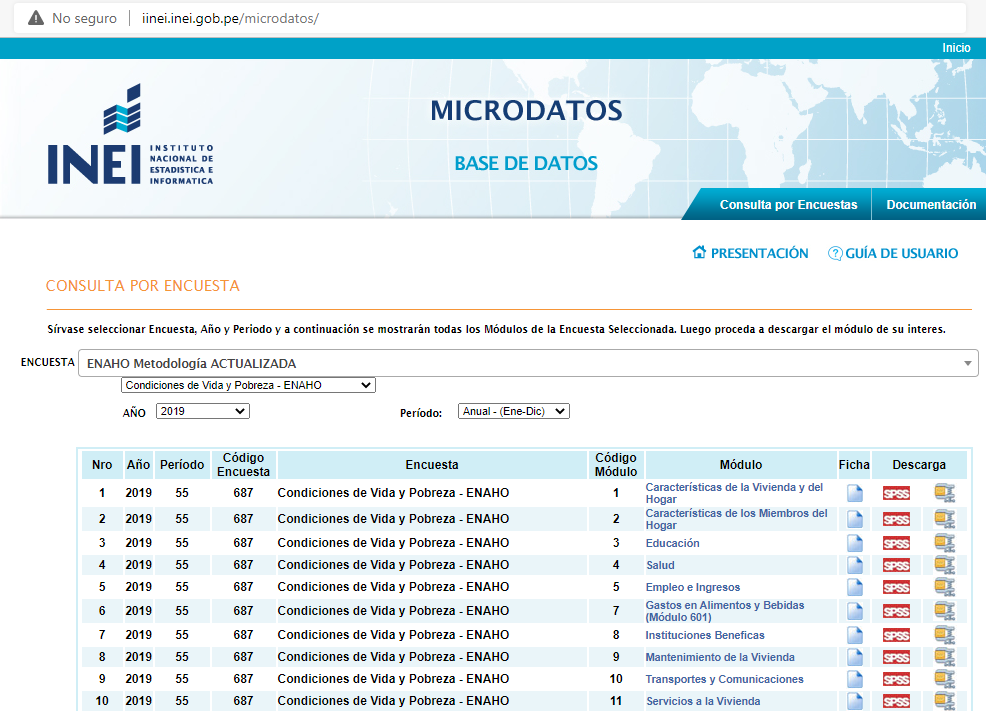 No seguro | iinei.inei.gob.pe/microdatos/
Inicio
MICRODATOS
INEI INSTITUTO
NACIONAL DE
ESTADISTICA E
INFORMATICA
BASE DE DATOS
Consulta por Encuestas Documentación
PRESENTACIÓN ? GUÍA DE USUARIO
CONSULTA POR ENCUESTA
Sírvase seleccionar Encuesta, Año y Periodo y a continuación se mostrarán todas los Módulos de la Encuesta Seleccionada. Luego proceda a descargar el módulo de su interes.
ENCUESTA ENAHO Metodología ACTUALIZADA
Condiciones de Vida y Pobreza - ENAHO
AÑO 2019 Período: Anual - (Ene-Dic)
Nro Año Período Código Encuesta Encuesta Código Módulo Módulo Ficha Descarga
1 2019 55 687 Condiciones de Vida y Pobreza - ENAHO 1 Características de la Vivienda y del Hogar SPSS
2 2019 55 687 Condiciones de Vida y Pobreza - ENAHO 2 Características de los Miembros del Hogar SPSS
3 2019 55 687 Condiciones de Vida y Pobreza - ENAHO 3 Educación SPSS
4 2019 55 687 Condiciones de Vida y Pobreza - ENAHO 4 Salud SPSS
5 2019 55 687 Condiciones de Vida y Pobreza - ENAHO 5 Empleo e Ingresos SPSS
6 2019 55 687 Condiciones de Vida y Pobreza - ENAHO 7 Gastos en Alimentos y Bebidas (Módulo 601) SPSS
7 2019 55 687 Condiciones de Vida y Pobreza - ENAHO 8 Instituciones Beneficas SPSS
8 2019 55 687 Condiciones de Vida y Pobreza - ENAHO 9 Mantenimiento de la Vivienda SPSS
9 2019 55 687 Condiciones de Vida y Pobreza - ENAHO 10 Transportes y Comunicaciones SPSS
10 2019 55 687 Condiciones de Vida y Pobreza - ENAHO 11 Servicios a la Vivienda SPSS